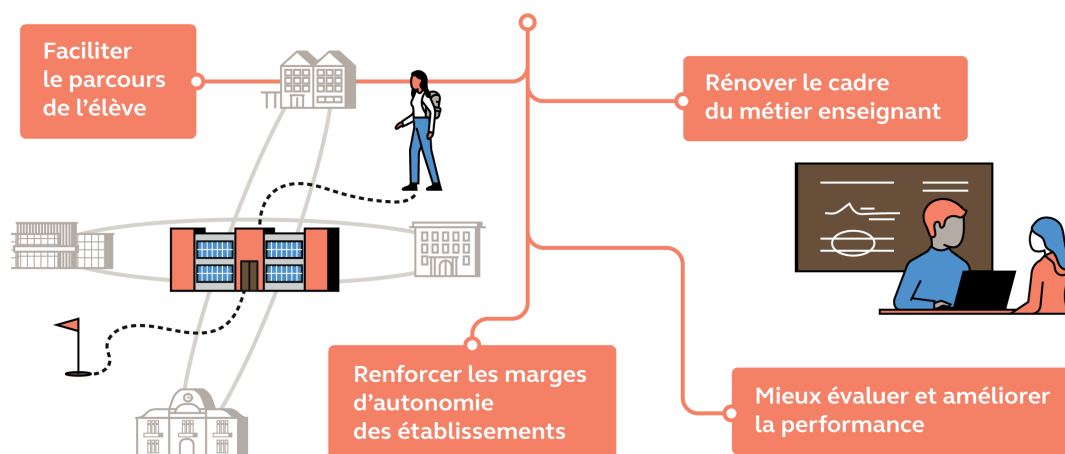 Faciliter
le parcours
de l'élève
Rénover le cadre
du métier enseignant
Renforcer les marges
d'autonomie
des établissements
Mieux évaluer et améliorer
la performance